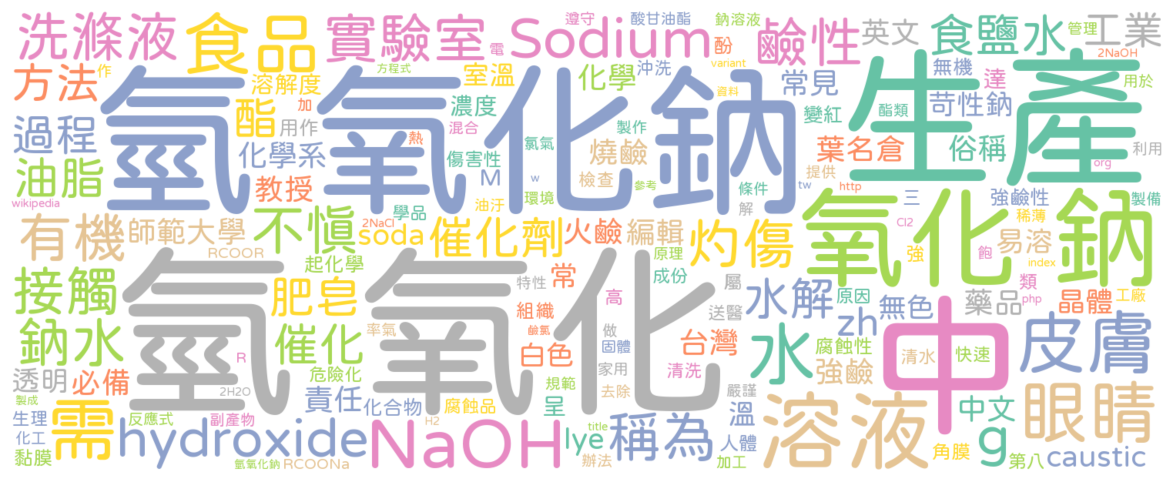 洗滌液
食品
實驗室
Sodium
遵守
電
酸甘油酯
鈉溶液
酚
鹼性
英文
食鹽水
管理
工業
2NaOH
方法
作
溶解度
加
方程式
室溫
化學
沖洗
variant
資料
常見
無機
達
用於
苛性鈉
氫
氧化鈉
生產
過程
酯
用作
熱
混合
濃度
氯氣
製作
變紅
酯類
葉名倉
俗稱
利用
油脂
化學系
傷害性
M
w
環境
燒鹼
檢查
提供
參考
tw
http
org
wikipedia
教授
油汙
學品
2NaCl
條件
解
三
強鹼性
製備
稀薄
有機
師範大學
RCOOR
不慎
soda
催化劑
火鹼
編輯
原理
灼傷
氧化
鈉
Cl2
強
飽
易溶
index
起化學
特性
常
成份
屬
接觸
肥皂
氫
氧化
組織
高
送醫
水解
原因
無色
類
php
藥品
晶體
工廠
鈉水
催化
率氣
鹼氯
做
固體
白色
台灣
水
zh
腐蝕性
中
清水
快速
皮膚
R
危險化
家用
清洗
強鹼
透明
必備
2H2O
責任
化合物
腐蝕品
規範
去除
嚴謹
溫
溶液
中文
眼睛
製成
生理
需
反應式
副產物
H2
呈
化工
黏膜
hydroxide
NaOH
title
lye
稱為
人體
g
角膜
caustic
氫氧化鈉
RCOONa
辦法
加工
第八